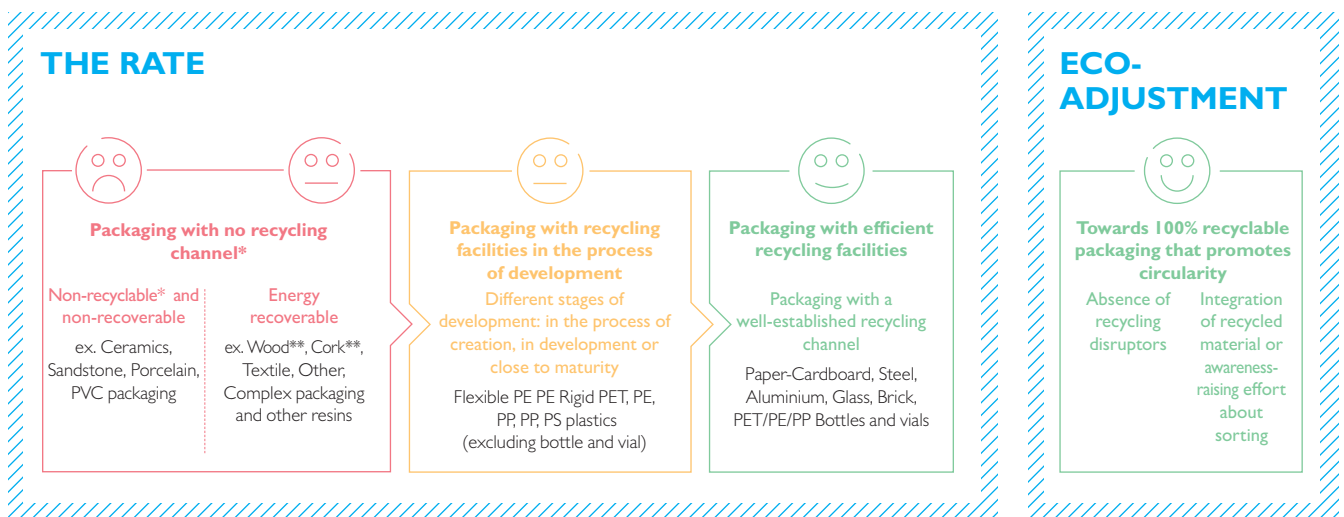 THE RATE
Packaging with no recycling
channel*
Non-recyclable* and
non-recoverable
ex. Ceramics,
Sandstone, Porcelain,
PVC packaging
Energy
recoverable
ex. Wood**, Cork**,
Textile, Other,
Complex packaging
and other resins
Packaging with recycling
facilities in the process
of development
Different stages of
development: in the process of
creation, in development or
close to maturity
Flexible PE PE Rigid PET, PE,
PP, PP, PS plastics
(excluding bottle and vial)
Packaging with efficient
recycling facilities
Packaging with a
well-established recycling
channel
Paper-Cardboard, Steel,
Aluminium, Glass, Brick,
PET/PE/PP Bottles and vials
ECO-
ADJUSTMENT
Towards 100% recyclable
packaging that promotes
circularity
Absence of
recycling
disruptors
Integration
of recycled
material or
awareness-
raising effort
about
sorting